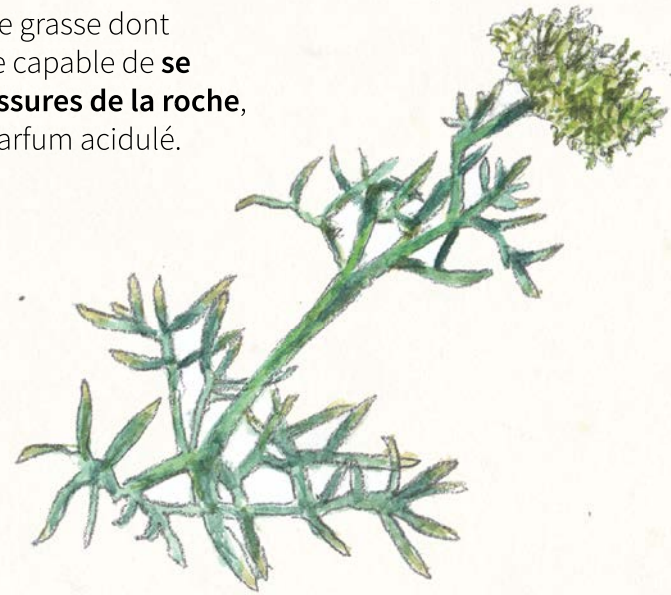 e grasse dont
e capable de se
ssures de la roche,
arfum acidulé.